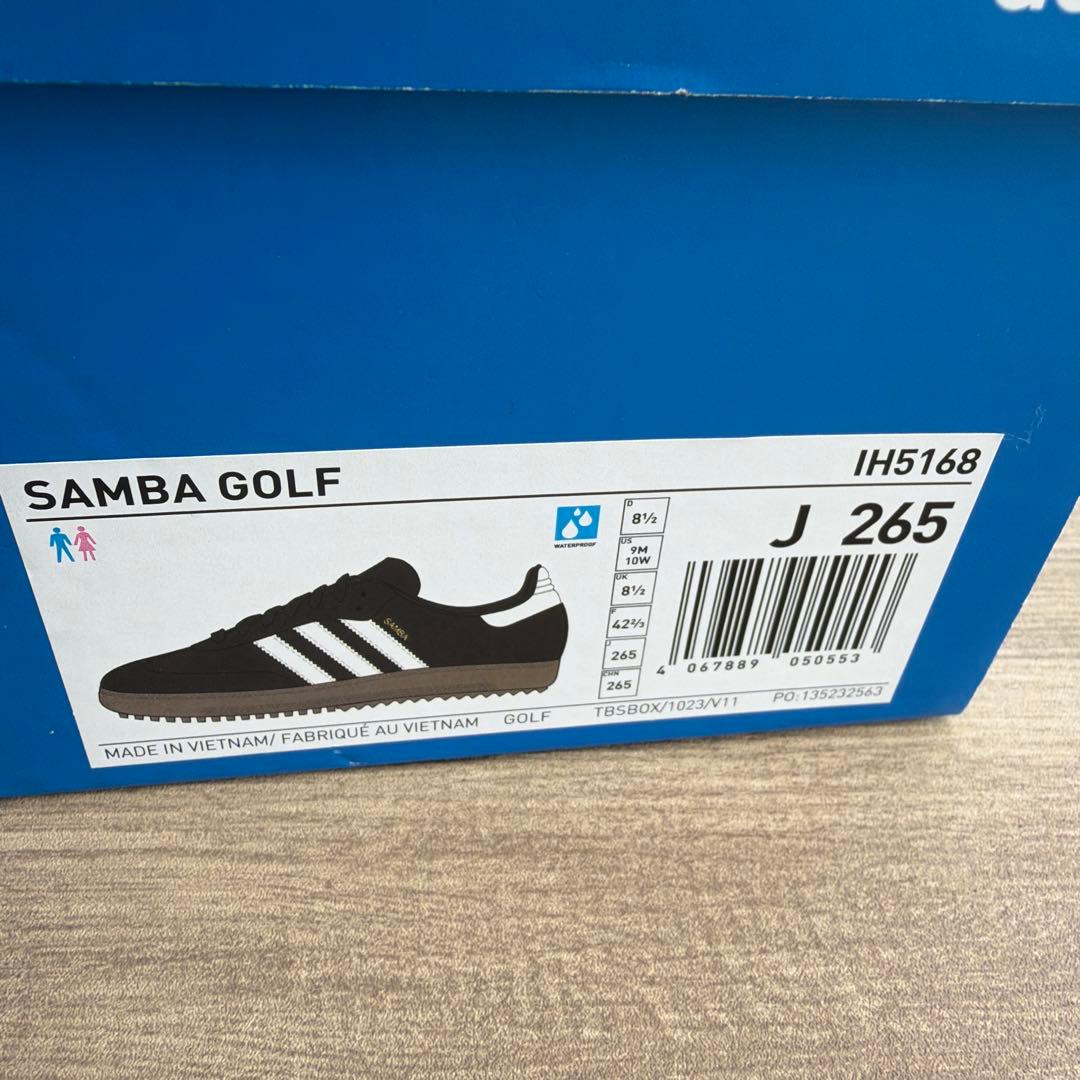 SAMBA GOLF
IH5168
J 265
WATERPROOF
D
8½
US
9M
10W
UK
8½
F
42⅔
J
265
CHN
265
SAMBA
4 067889 050553
MADE IN VIETNAM/ FABRIQUÉ AU VIETNAM GOLF TBSBOX/1023/V11 PO:135232563